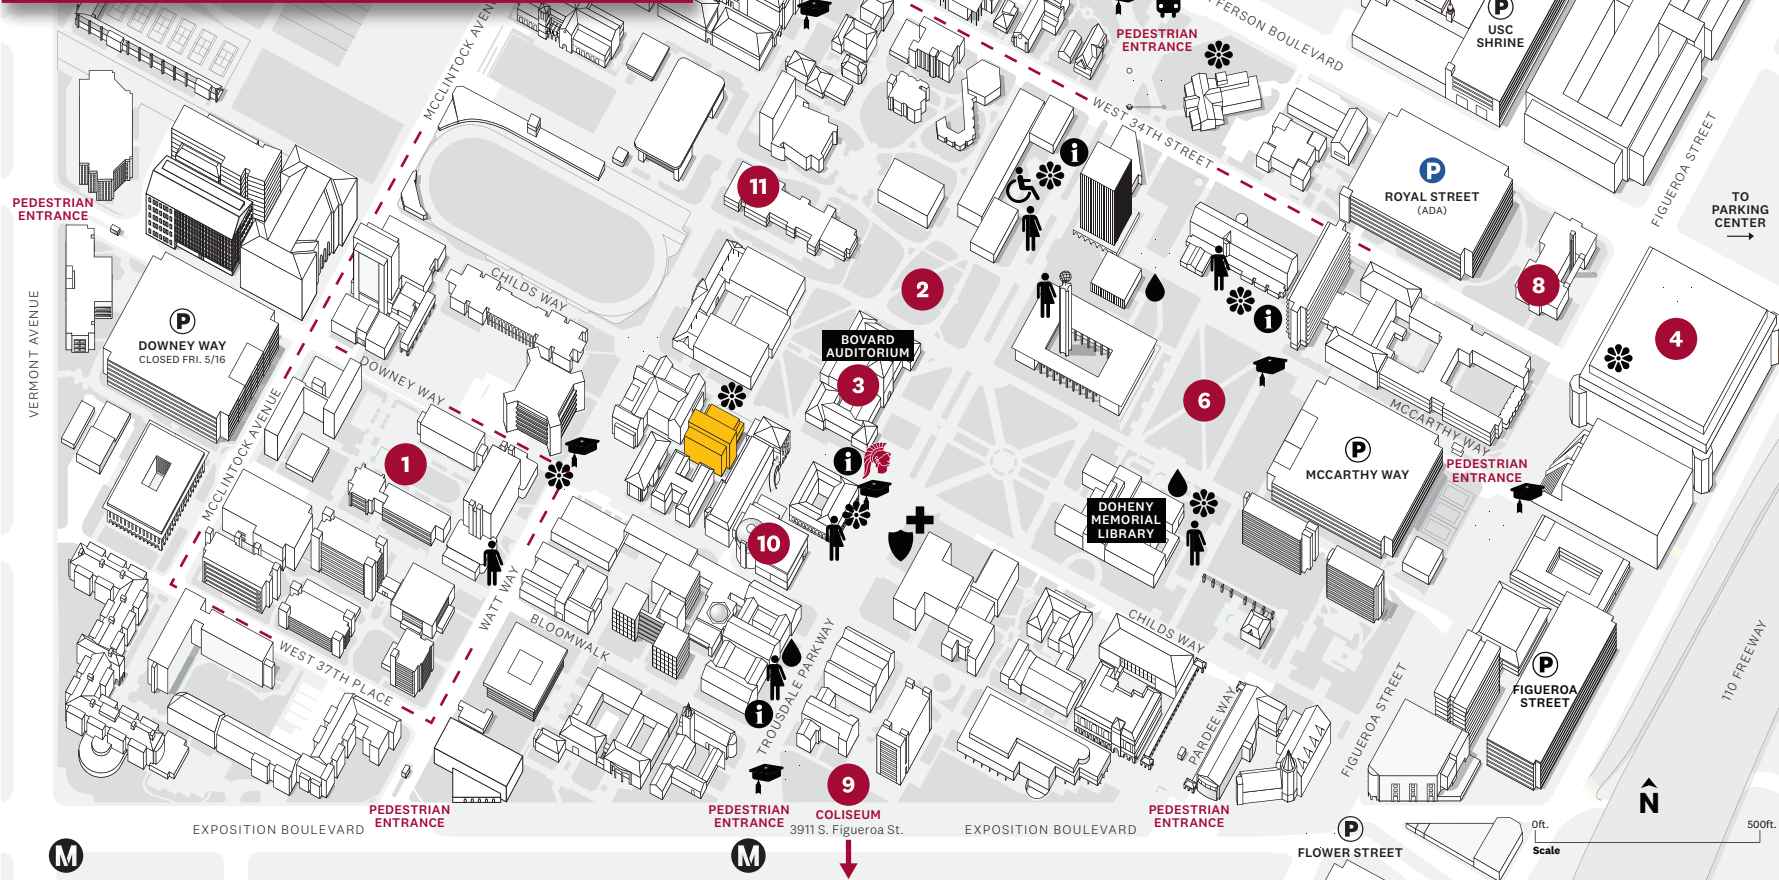 USC
SHRINE
PEDESTRIAN
ENTRANCE
JEFFERSON BOULEVARD
MCCLINTOCK AVENUE
WEST 34TH STREET
FIGUEROA STREET
P
ROYAL STREET
(ADA)
TO
PARKING
CENTER
PEDESTRIAN
ENTRANCE
11
i
CHILDS WAY
2
8
i
VERMONT AVENUE
P
DOWNEY WAY
CLOSED FRI. 5/16
BOVARD
AUDITORIUM
3
4
DOWNEY WAY
6
MCCARTHY WAY
P
MCCARTHY WAY
PEDESTRIAN
ENTRANCE
MCCLINTOCK AVENUE
1
i
DOHENY
MEMORIAL
LIBRARY
10
WATT WAY
BLOOMWALK
WEST 37TH PLACE
TROUSDALE PARKWAY
i
CHILDS WAY
PARDEE WAY
FIGUEROA STREET
P
FIGUEROA
STREET
110 FREEWAY
9
COLISEUM
3911 S. Figueroa St.
PEDESTRIAN
ENTRANCE
PEDESTRIAN
ENTRANCE
PEDESTRIAN
ENTRANCE
EXPOSITION BOULEVARD
EXPOSITION BOULEVARD
M
M
P
FLOWER STREET
N
0ft.
500ft.
Scale